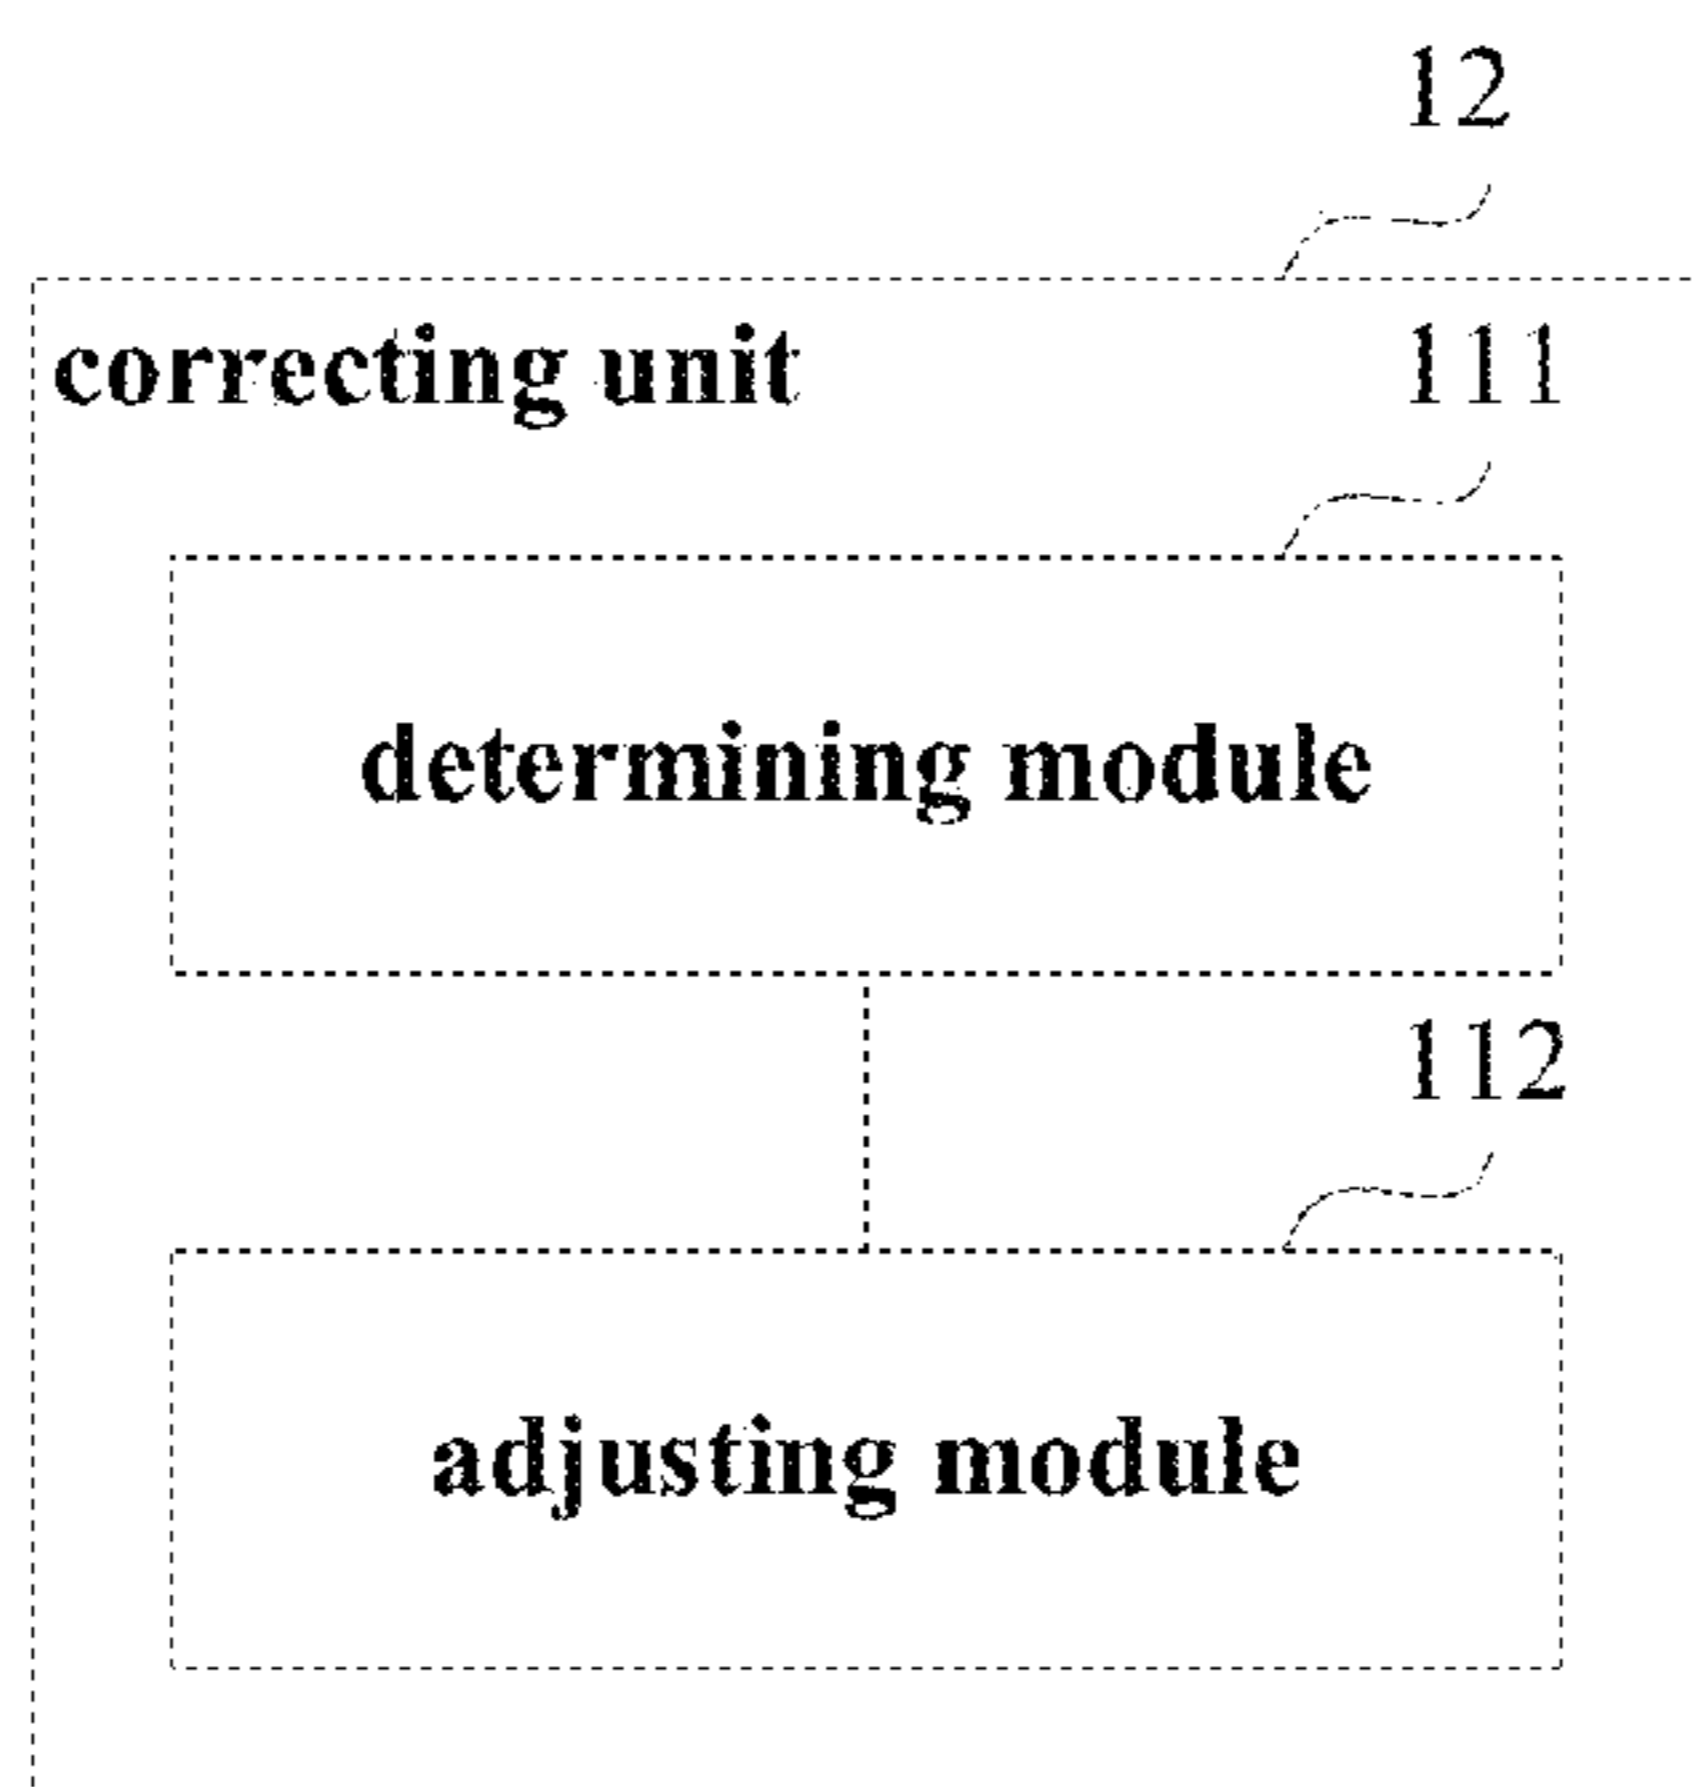 12
correcting unit
111
determining module
112
adjusting module